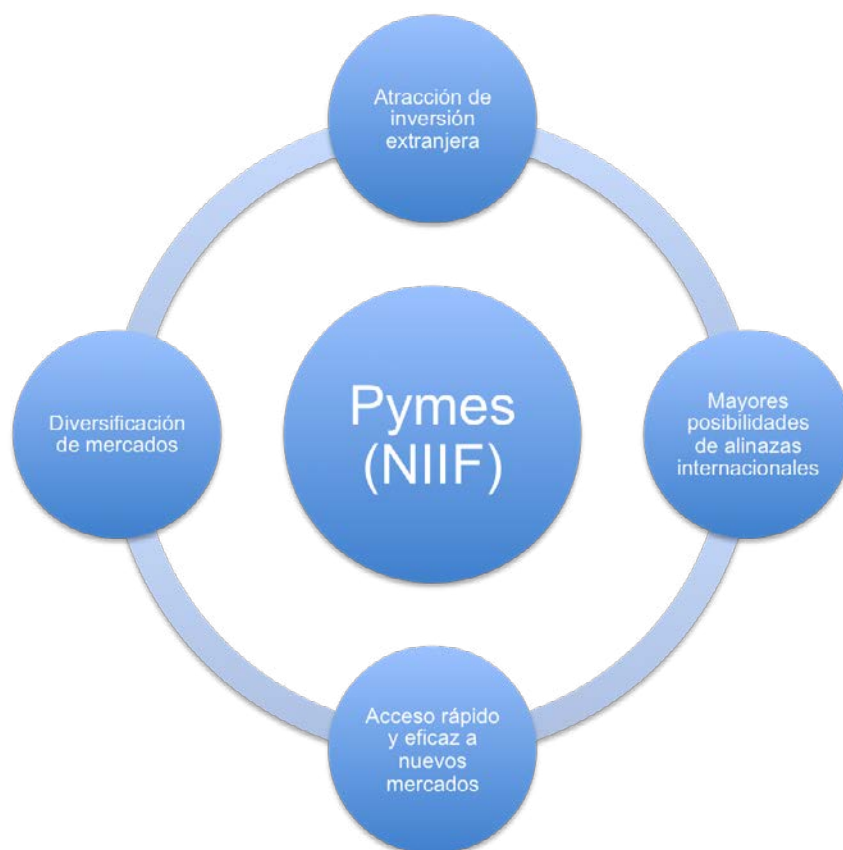 Atracción de
inversión
extranjera
Diversificación
de mercados
Pymes
(NIIF)
Mayores
posibilidades
de alinazas
internacionales
Acceso rápido
y eficaz a
nuevos
mercados